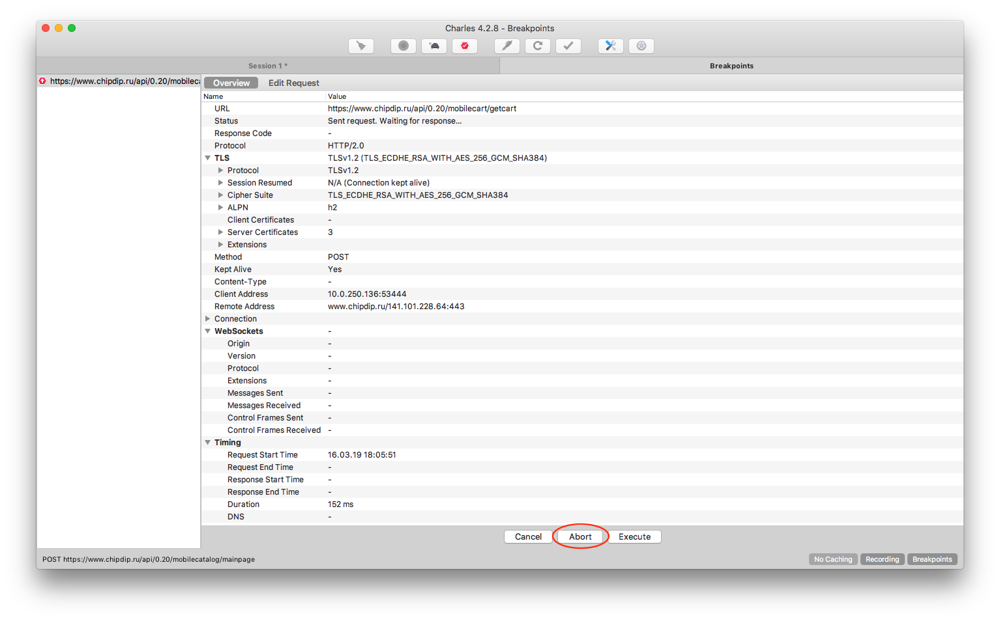 Charles 4.2.8 - Breakpoints
Session 1 *
Breakpoints
https://www.chipdip.ru/api/0.20/mobileca
Overview
Edit Request
Name Value
URL https://www.chipdip.ru/api/0.20/mobilecart/getcart
Status Sent request. Waiting for response...
Response Code -
Protocol HTTP/2.0
TLS TLSv1.2 (TLS_ECDHE_RSA_WITH_AES_256_GCM_SHA384)
Protocol TLSv1.2
Session Resumed N/A (Connection kept alive)
Cipher Suite TLS_ECDHE_RSA_WITH_AES_256_GCM_SHA384
ALPN h2
Client Certificates -
Server Certificates 3
Extensions
Method POST
Kept Alive Yes
Content-Type -
Client Address 10.0.250.136:53444
Remote Address www.chipdip.ru/141.101.228.64:443
Connection
WebSockets -
Origin -
Version -
Protocol -
Extensions -
Messages Sent -
Messages Received -
Control Frames Sent -
Control Frames Received -
Timing
Request Start Time 16.03.19 18:05:51
Request End Time -
Response Start Time -
Response End Time -
Duration 152 ms
DNS -
Cancel Abort Execute
POST https://www.chipdip.ru/api/0.20/mobilecatalog/mainpage
No Caching Recording Breakpoints